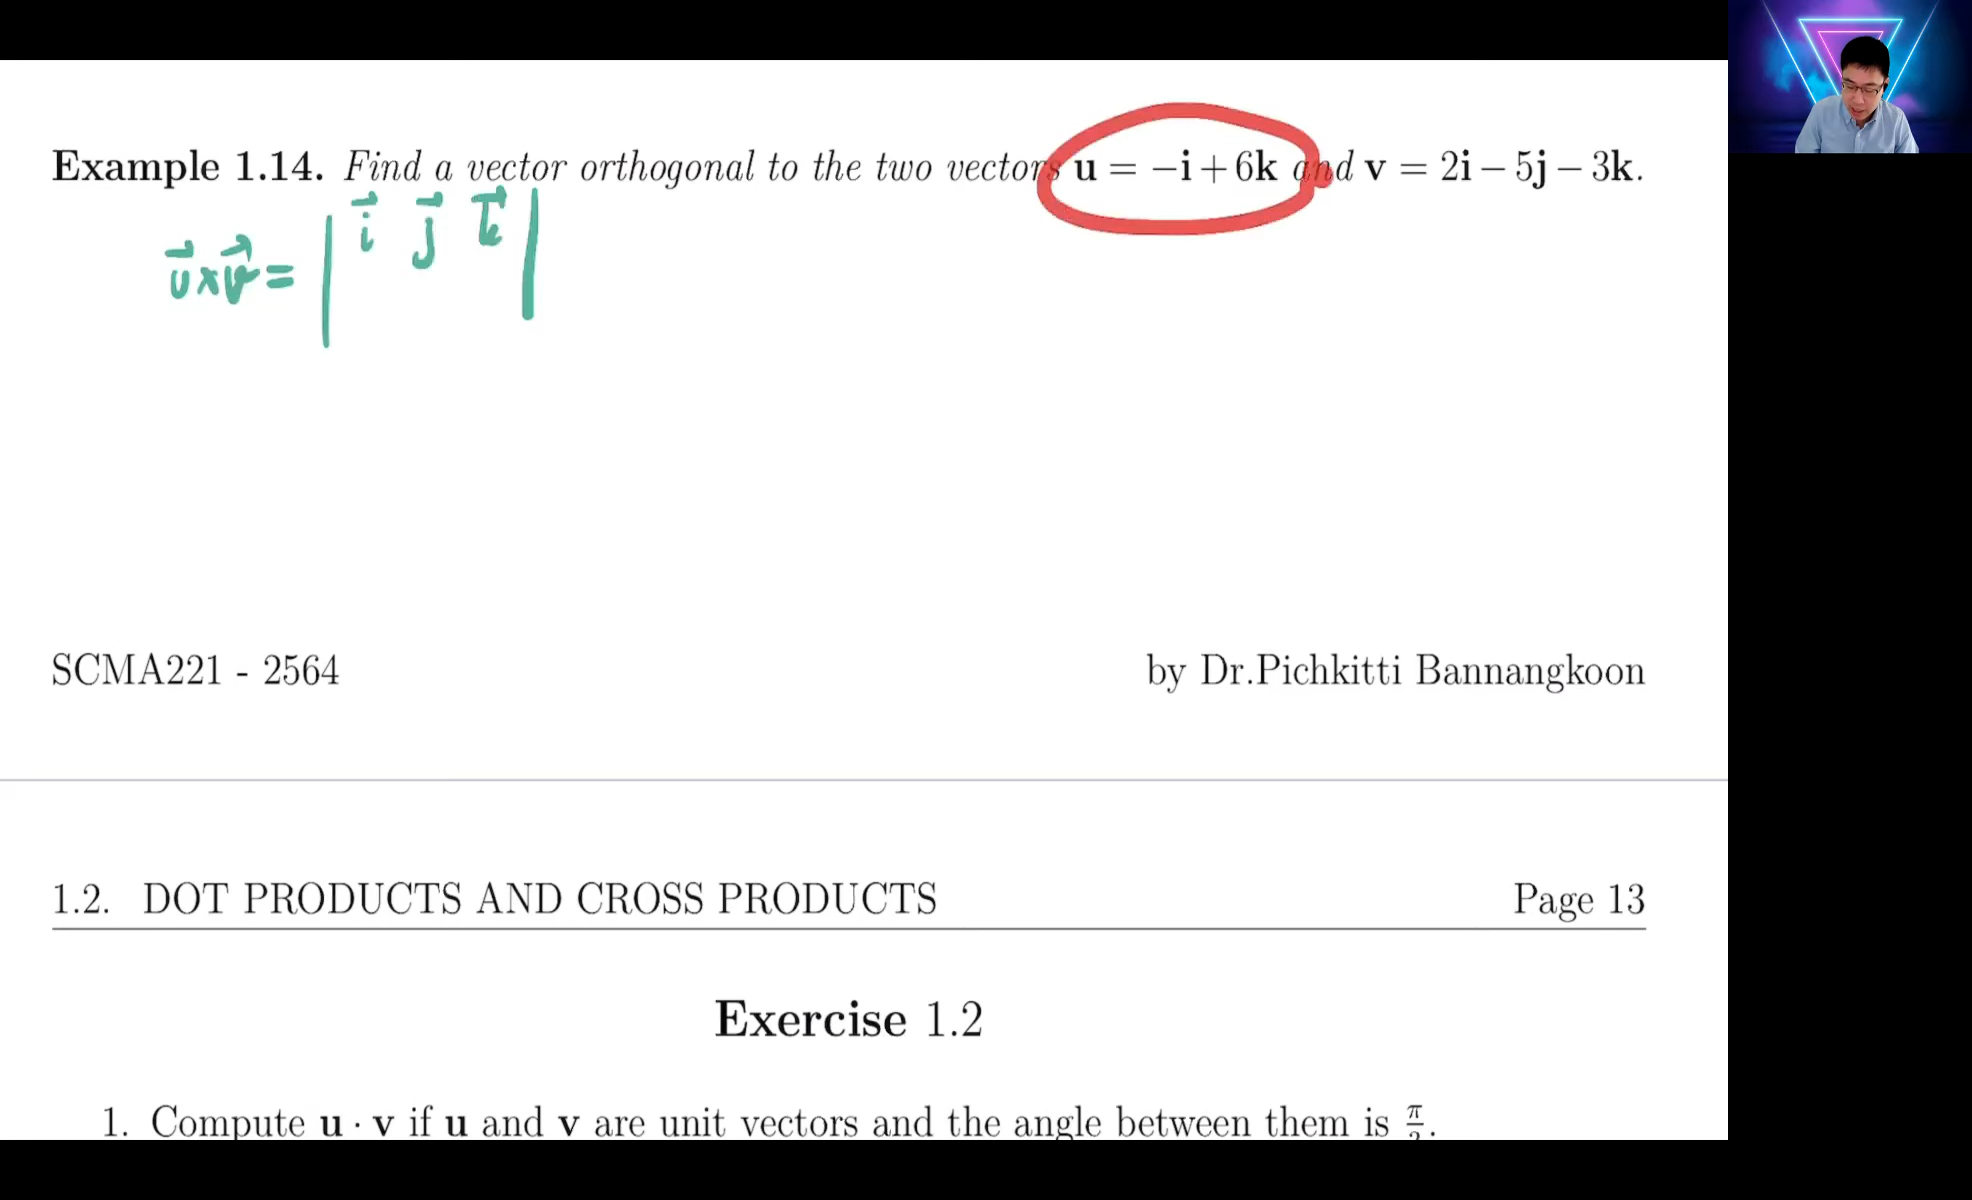 Example 1.14. Find a vector orthogonal to the two vectors u = −i + 6k and v = 2i − 5j − 3k.
u⃗ × v⃗ = | i⃗ j⃗ k⃗ |
SCMA221 - 2564 by Dr.Pichkitti Bannangkoon
1.2. DOT PRODUCTS AND CROSS PRODUCTS Page 13
Exercise 1.2
1. Compute u · v if u and v are unit vectors and the angle between them is